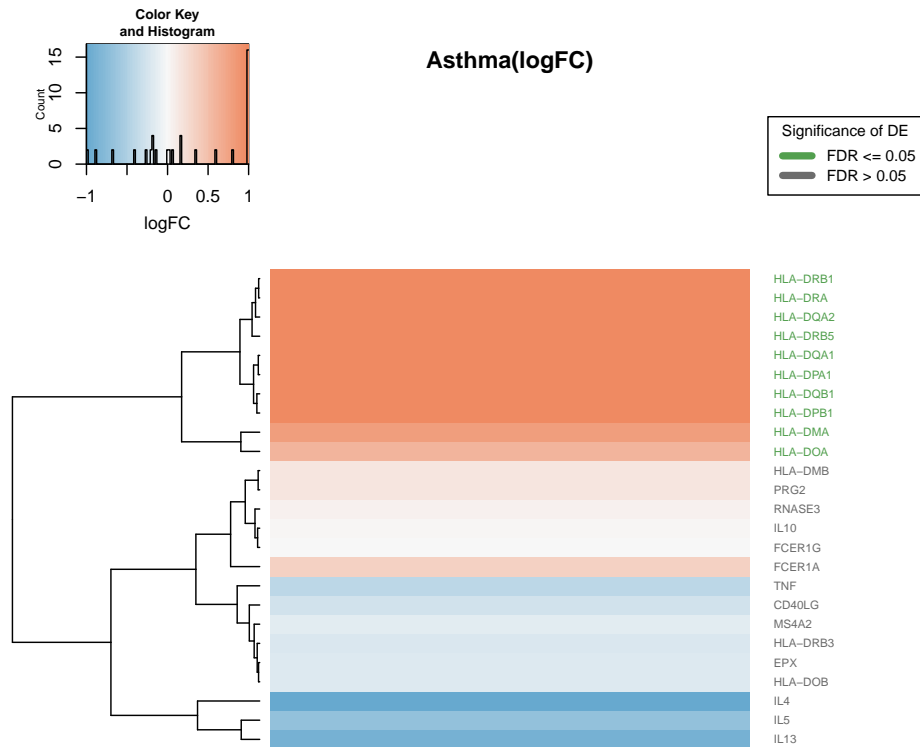 Color Key
and Histogram
Count
0 5 10 15
−1 0 0.5 1
logFC
Asthma(logFC)
Significance of DE
FDR <= 0.05
FDR > 0.05
HLA−DRB1
HLA−DRA
HLA−DQA2
HLA−DRB5
HLA−DQA1
HLA−DPA1
HLA−DQB1
HLA−DPB1
HLA−DMA
HLA−DOA
HLA−DMB
PRG2
RNASE3
IL10
FCER1G
FCER1A
TNF
CD40LG
MS4A2
HLA−DRB3
EPX
HLA−DOB
IL4
IL5
IL13